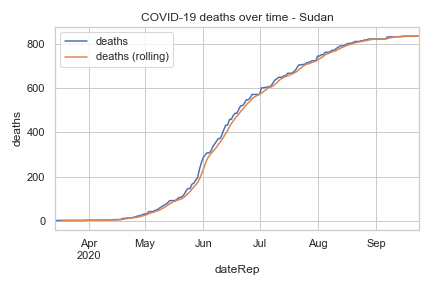 COVID-19 deaths over time - Sudan
deaths
deaths (rolling)
deaths
800
600
400
200
0
Apr
2020
May
Jun
Jul
Aug
Sep
dateRep